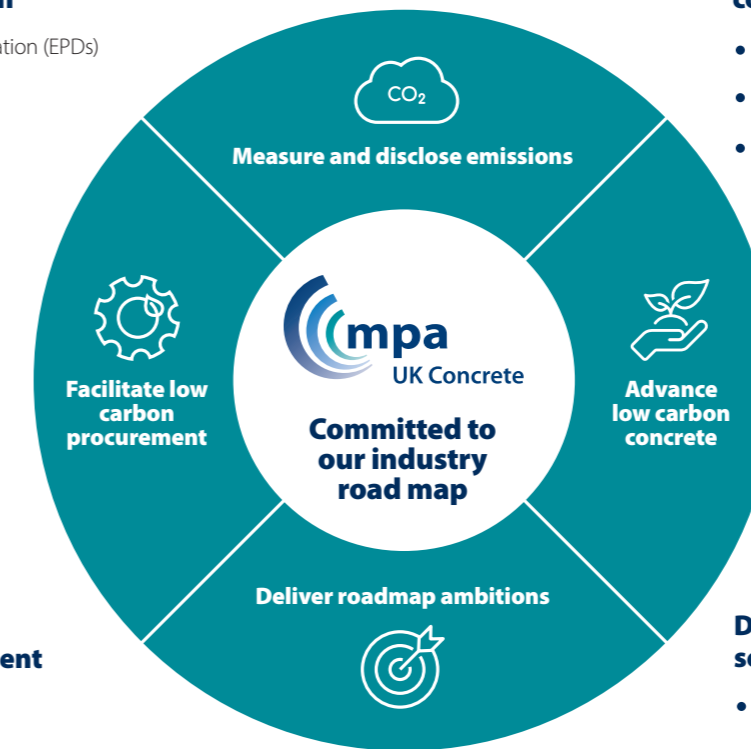 ation (EPDs)
CO₂
Measure and disclose emissions
mpa
UK Concrete
Committed to
our industry
road map
Facilitate low
carbon
procurement
Advance
low carbon
concrete
Deliver roadmap ambitions
ent